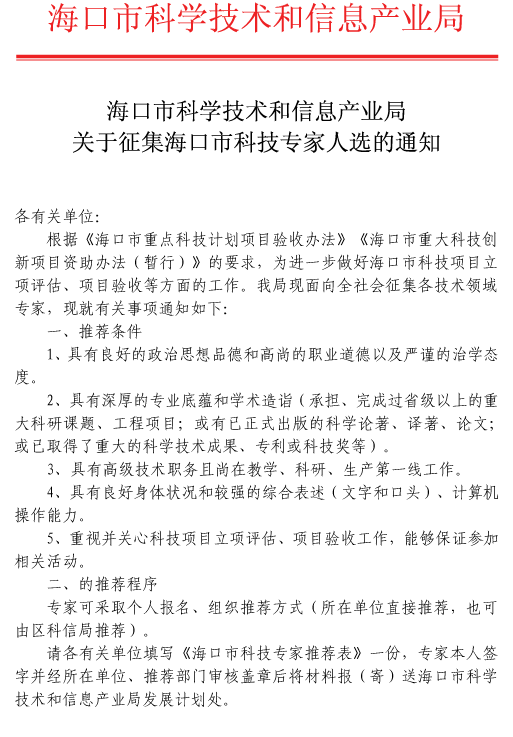 海口市科学技术和信息产业局
海口市科学技术和信息产业局
关于征集海口市科技专家人选的通知
各有关单位：
根据《海口市重点科技计划项目验收办法》《海口市重大科技创
新项目资助办法（暂行）》的要求，为进一步做好海口市科技项目立
项评估、项目验收等方面的工作。我局现面向全社会征集各技术领域
专家，现就有关事项通知如下：
一、推荐条件
1、具有良好的政治思想品德和高尚的职业道德以及严谨的治学态
度。
2、具有深厚的专业底蕴和学术造诣（承担、完成过省级以上的重
大科研课题、工程项目；或有已正式出版的科学论著、译著、论文；
或已取得了重大的科学技术成果、专利或科技奖等）。
3、具有高级技术职务且尚在教学、科研、生产第一线工作。
4、具有良好身体状况和较强的综合表述（文字和口头）、计算机
操作能力。
5、重视并关心科技项目立项评估、项目验收工作，能够保证参加
相关活动。
二、的推荐程序
专家可采取个人报名、组织推荐方式（所在单位直接推荐，也可
由区科信局推荐）。
请各有关单位填写《海口市科技专家推荐表》一份，专家本人签
字并经所在单位、推荐部门审核盖章后将材料报（寄）送海口市科学
技术和信息产业局发展计划处。